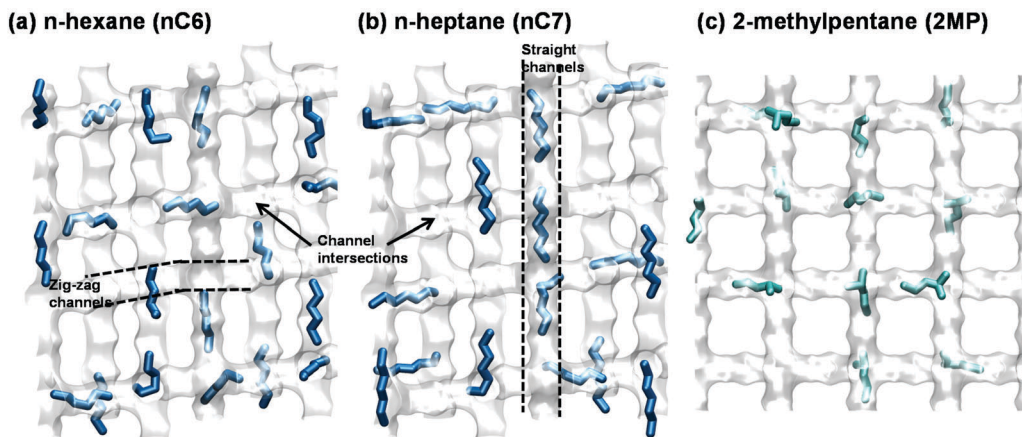 (a) n-hexane (nC6)
(b) n-heptane (nC7)
(c) 2-methylpentane (2MP)
Straight
channels
Channel
intersections
Zig-zag
channels